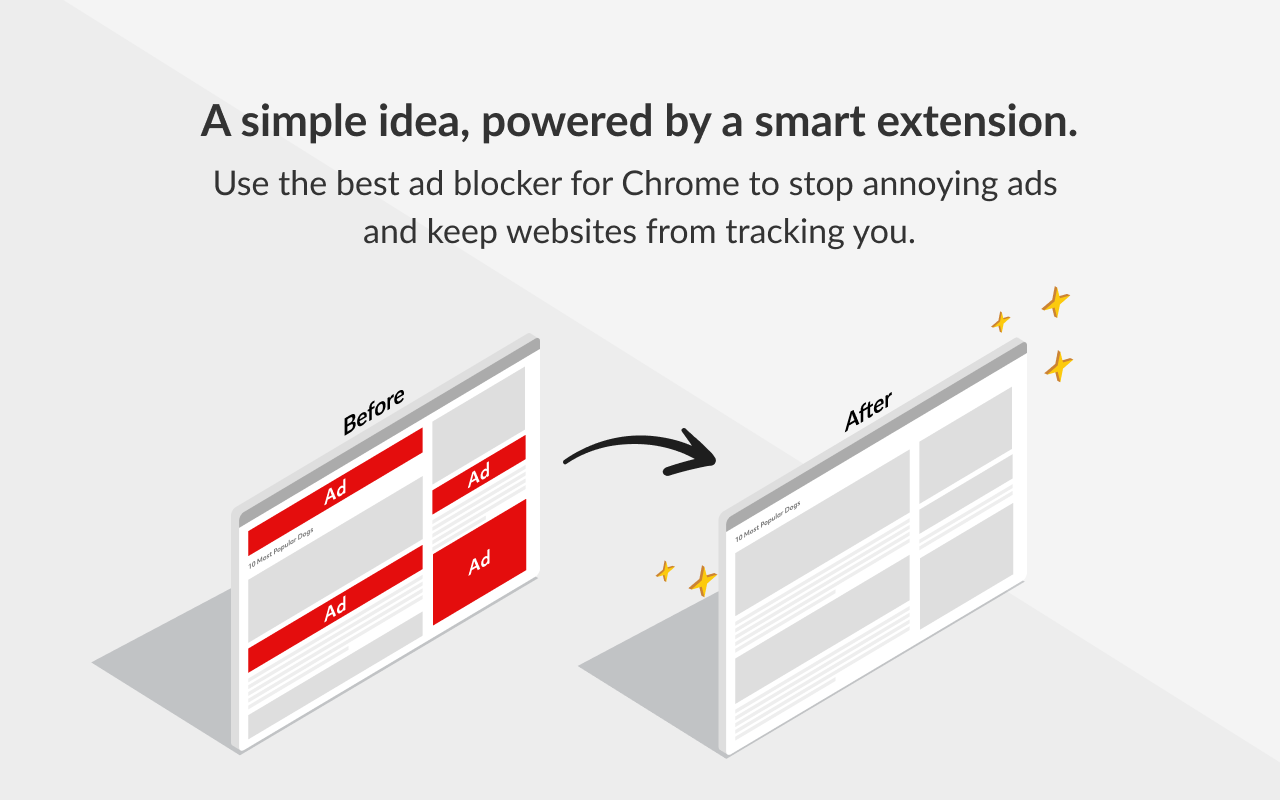 A simple idea, powered by a smart extension.
Use the best ad blocker for Chrome to stop annoying ads
and keep websites from tracking you.
Before
Ad
10 Most Popular Dogs
Ad
Ad
Ad
After
10 Most Popular Dogs